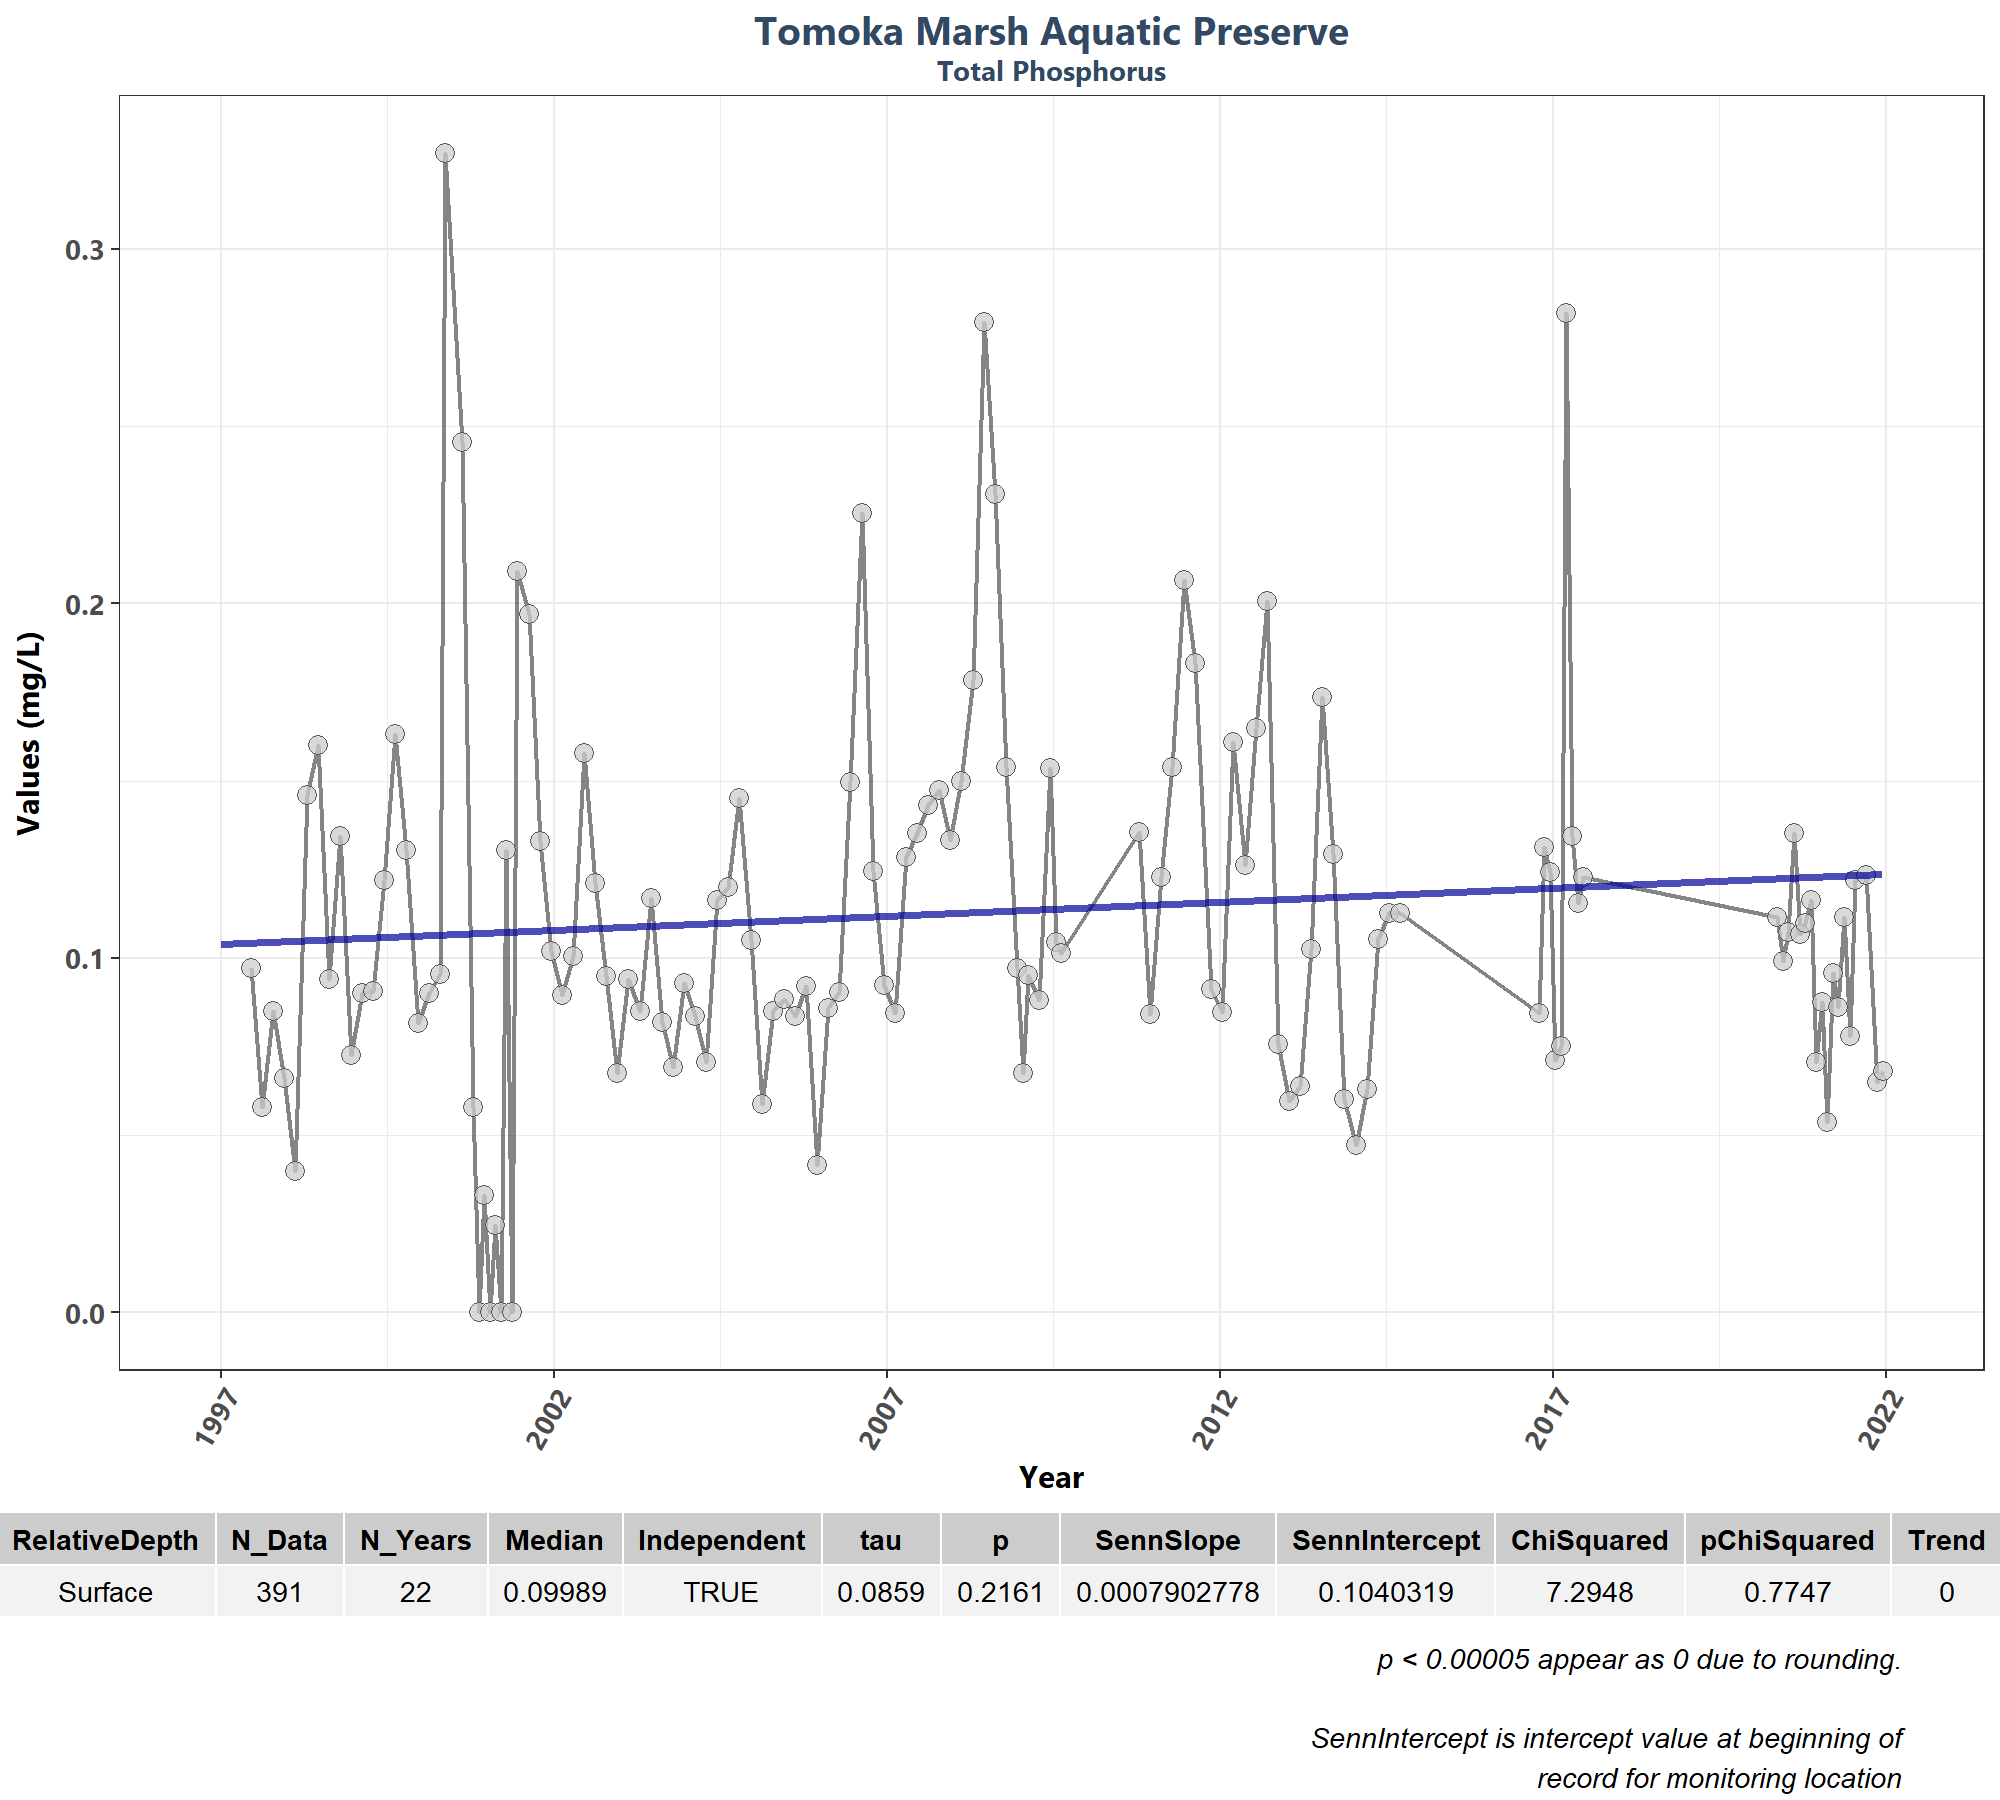 Tomoka Marsh Aquatic Preserve
Total Phosphorus
Values (mg/L)
0.3
0.2
0.1
0.0
1997 2002 2007 2012 2017 2022
Year
RelativeDepth N_Data N_Years Median Independent tau p SennSlope SennIntercept ChiSquared pChiSquared Trend
Surface 391 22 0.09989 TRUE 0.0859 0.2161 0.0007902778 0.1040319 7.2948 0.7747 0
p < 0.00005 appear as 0 due to rounding.
SennIntercept is intercept value at beginning of
record for monitoring location